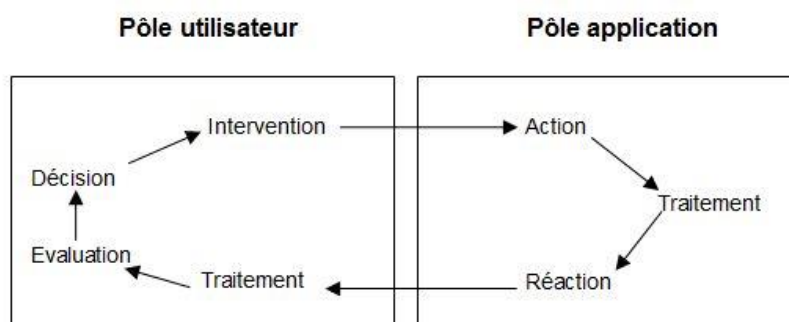 Pôle utilisateur
Pôle application
Intervention
Action
Décision
Traitement
Evaluation
Traitement
Réaction